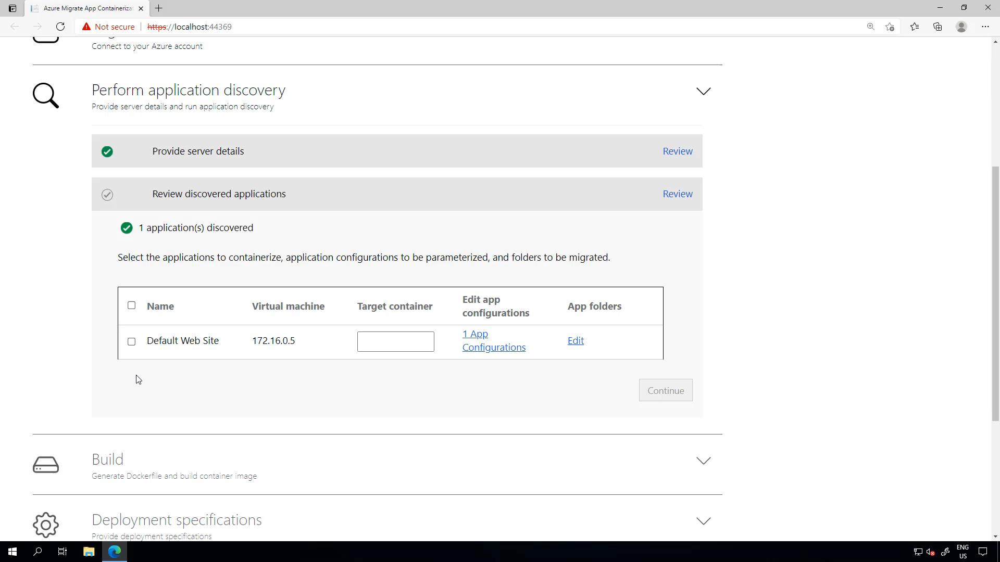 Azure Migrate App Containeriza
Not secure
https://localhost:44369
Connect to your Azure account
Perform application discovery
Provide server details and run application discovery
Provide server details
Review
Review discovered applications
Review
1 application(s) discovered
Select the applications to containerize, application configurations to be parameterized, and folders to be migrated.
Name
Virtual machine
Target container
Edit app
configurations
App folders
Default Web Site
172.16.0.5
1 App
Configurations
Edit
Continue
Build
Generate Dockerfile and build container image
Deployment specifications
Provide deployment specifications
ENG
US